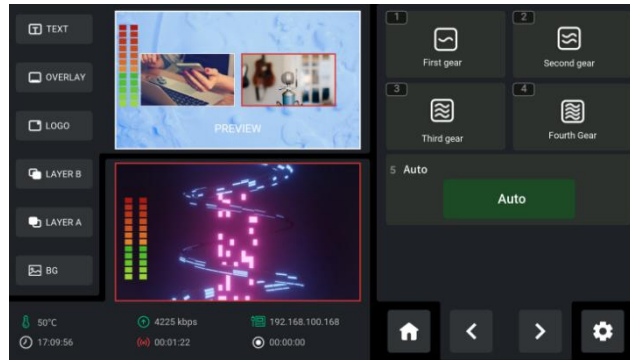 TEXT
OVERLAY
LOGO
LAYER B
LAYER A
BG
PREVIEW
50°C
4225 kbps
192.168.100.168
17:09:56
00:01:22
00:00:00
1
First gear
2
Second gear
3
Third gear
4
Fourth Gear
5 Auto
Auto